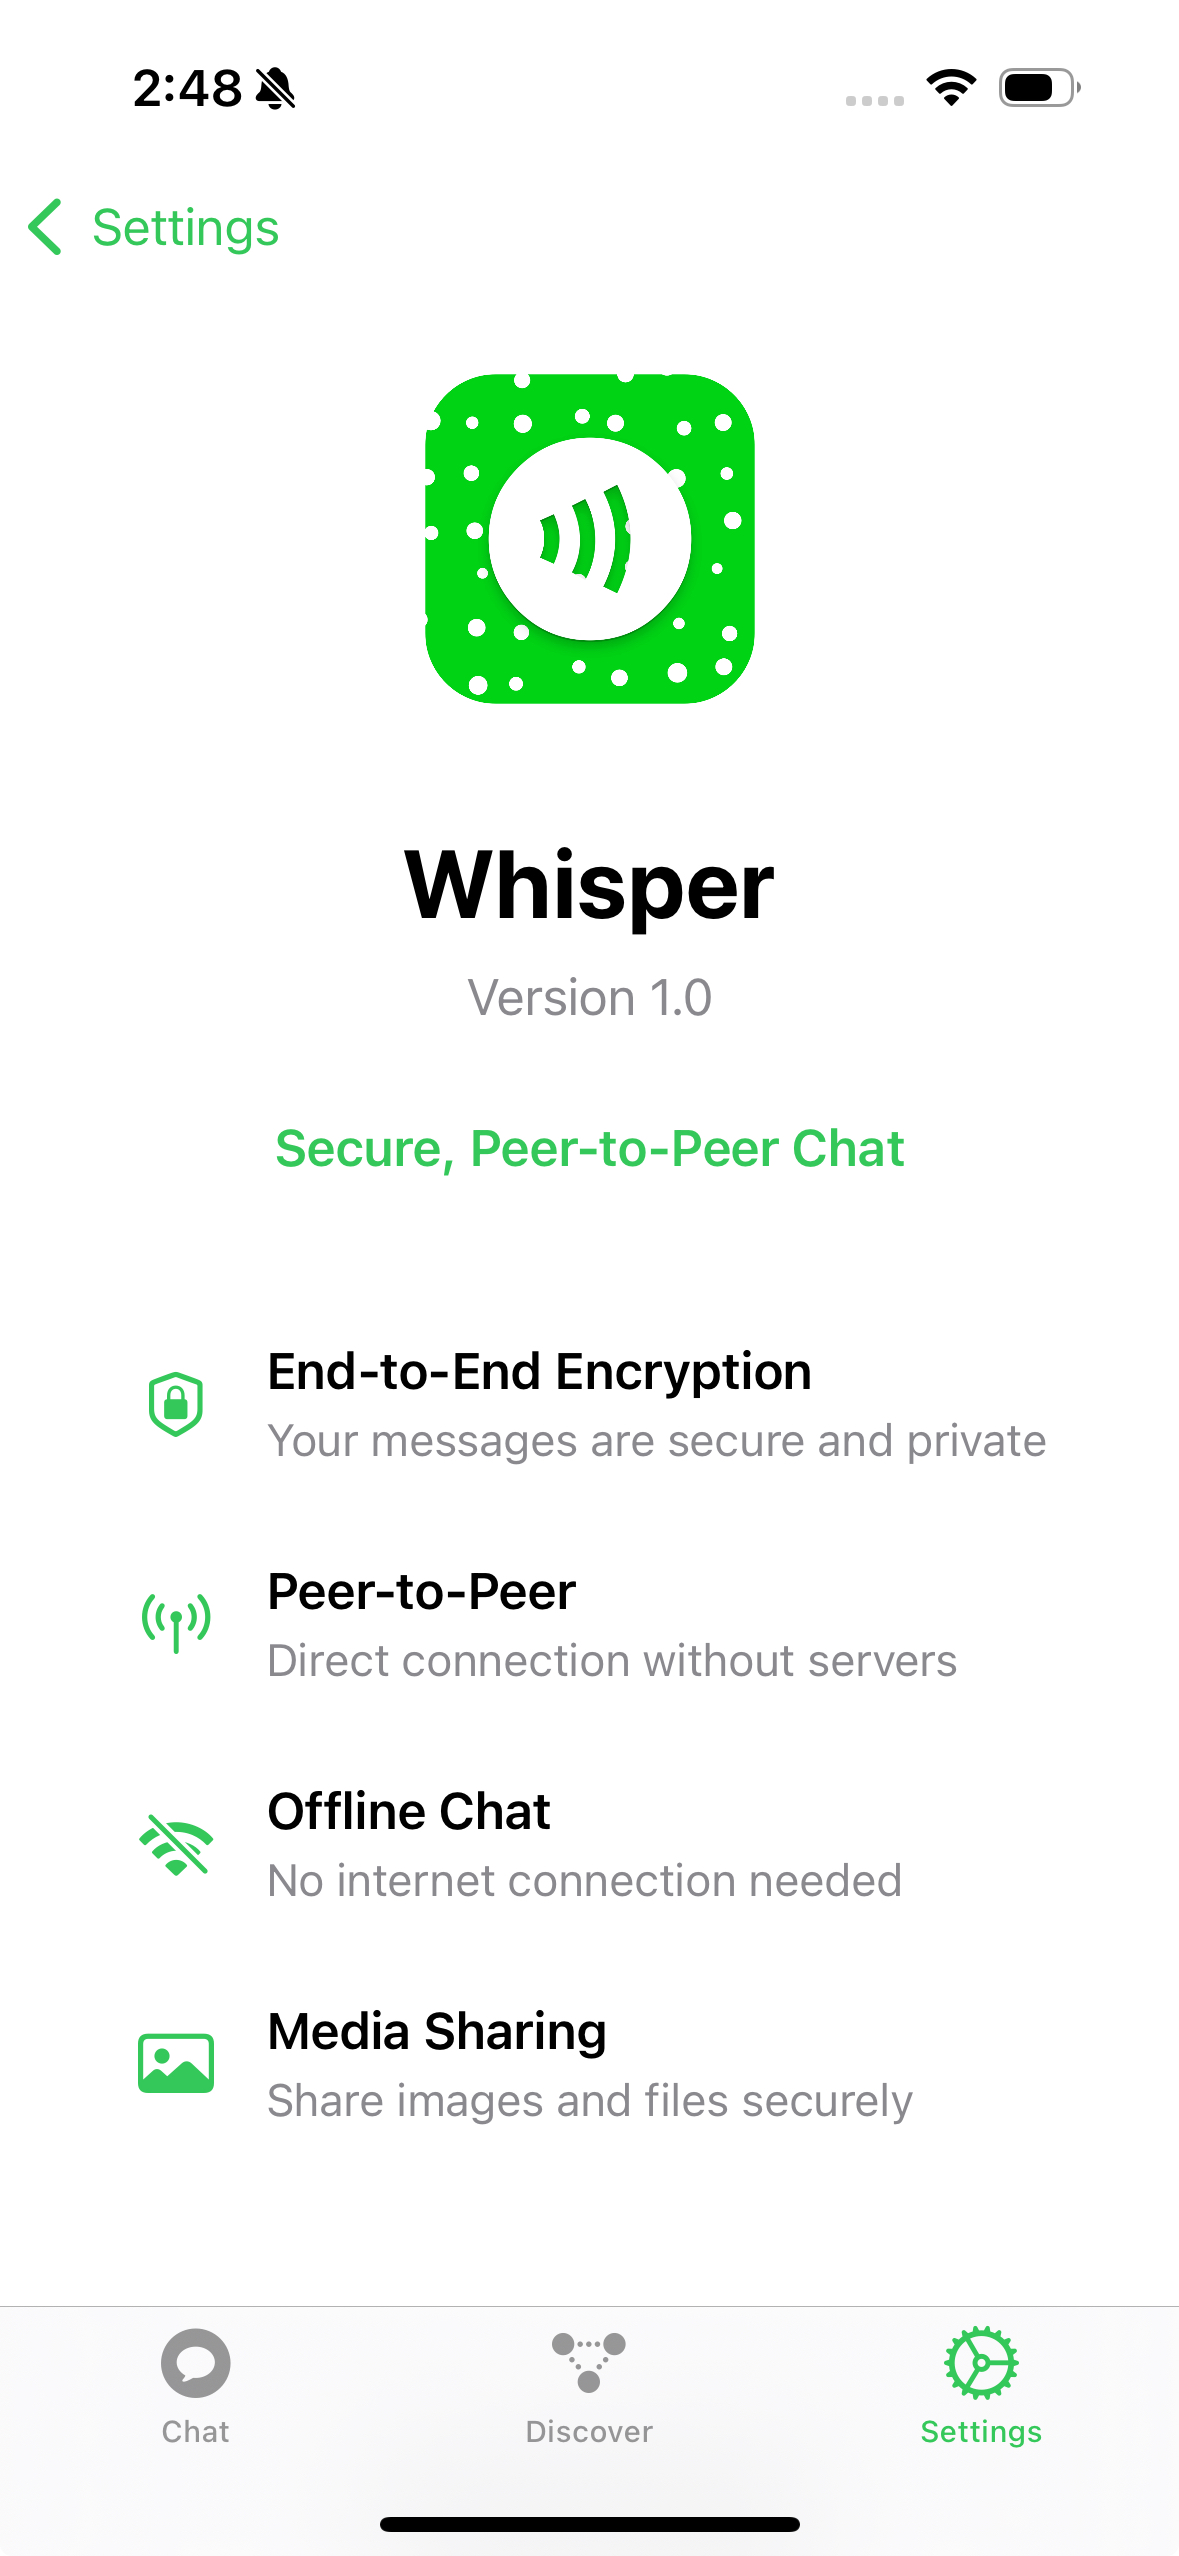 2:48
Settings
Whisper
Version 1.0
Secure, Peer-to-Peer Chat
End-to-End Encryption
Your messages are secure and private
Peer-to-Peer
Direct connection without servers
Offline Chat
No internet connection needed
Media Sharing
Share images and files securely
Chat
Discover
Settings